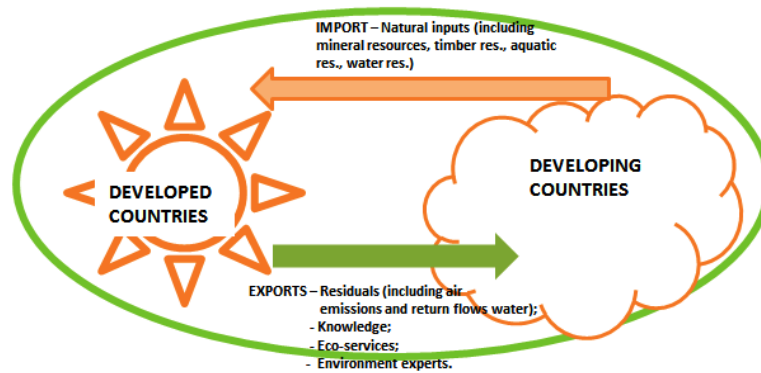 IMPORT – Natural inputs (including
mineral resources, timber res., aquatic
res., water res.)
DEVELOPED
COUNTRIES
DEVELOPING
COUNTRIES
EXPORTS – Residuals (including air
emissions and return flows water);
- Knowledge;
- Eco-services;
- Environment experts.